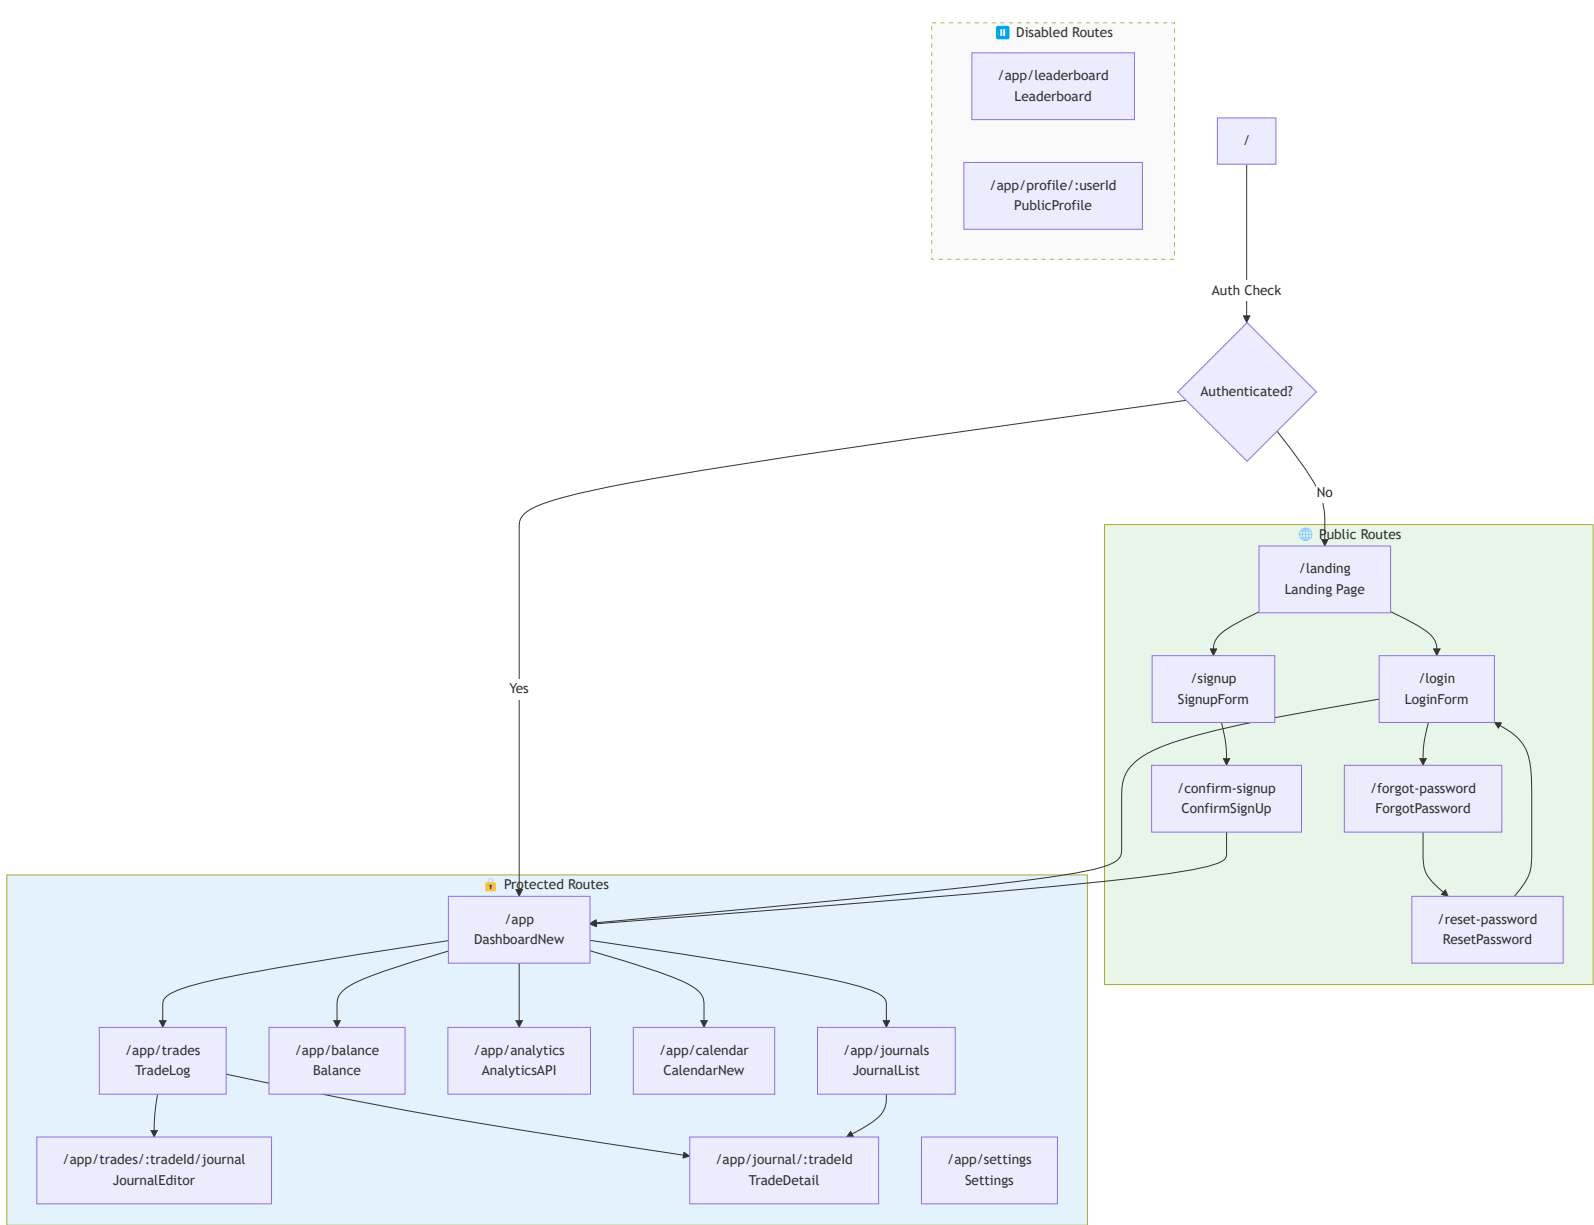 ⏸️ Disabled Routes
/app/leaderboard
Leaderboard
/app/profile/:userId
PublicProfile
/
Auth Check
Authenticated?
No
Yes
🌐 Public Routes
/landing
Landing Page
/signup
SignupForm
/login
LoginForm
/confirm-signup
ConfirmSignUp
/forgot-password
ForgotPassword
/reset-password
ResetPassword
🔒 Protected Routes
/app
DashboardNew
/app/trades
TradeLog
/app/balance
Balance
/app/analytics
AnalyticsAPI
/app/calendar
CalendarNew
/app/journals
JournalList
/app/trades/:tradeId/journal
JournalEditor
/app/journal/:tradeId
TradeDetail
/app/settings
Settings